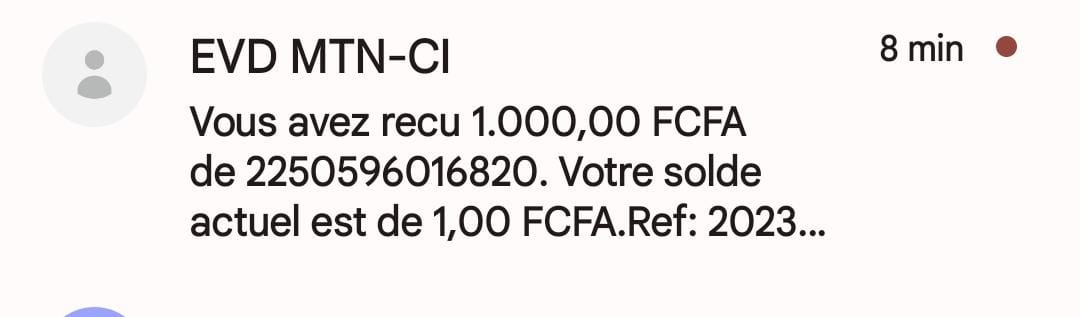 EVD MTN-CI
8 min
Vous avez recu 1.000,00 FCFA
de 2250596016820. Votre solde
actuel est de 1,00 FCFA.Ref: 2023...